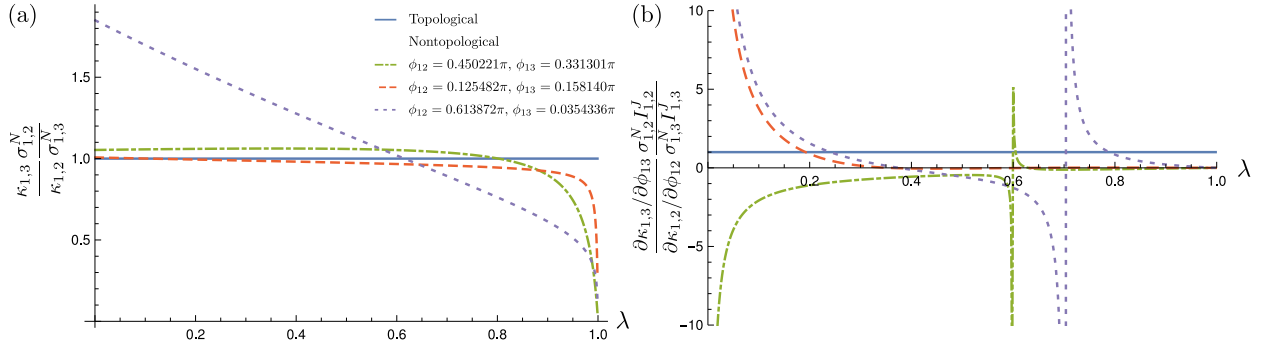 (a)
κ₁,₃ σᴺ₁,₂
κ₁,₂ σᴺ₁,₃
1.5
1.0
0.5
0.2
0.4
0.6
0.8
1.0
λ
Topological
Nontopological
ϕ₁₂ = 0.450221π, ϕ₁₃ = 0.331301π
ϕ₁₂ = 0.125482π, ϕ₁₃ = 0.158140π
ϕ₁₂ = 0.613872π, ϕ₁₃ = 0.0354336π
(b)
∂κ₁,₃/∂ϕ₁₃ σᴺ₁,₂ Iᴶ₁,₂
∂κ₁,₂/∂ϕ₁₂ σᴺ₁,₃ Iᴶ₁,₃
10
5
0
−5
−10
0.2
0.4
0.6
0.8
1.0
λ